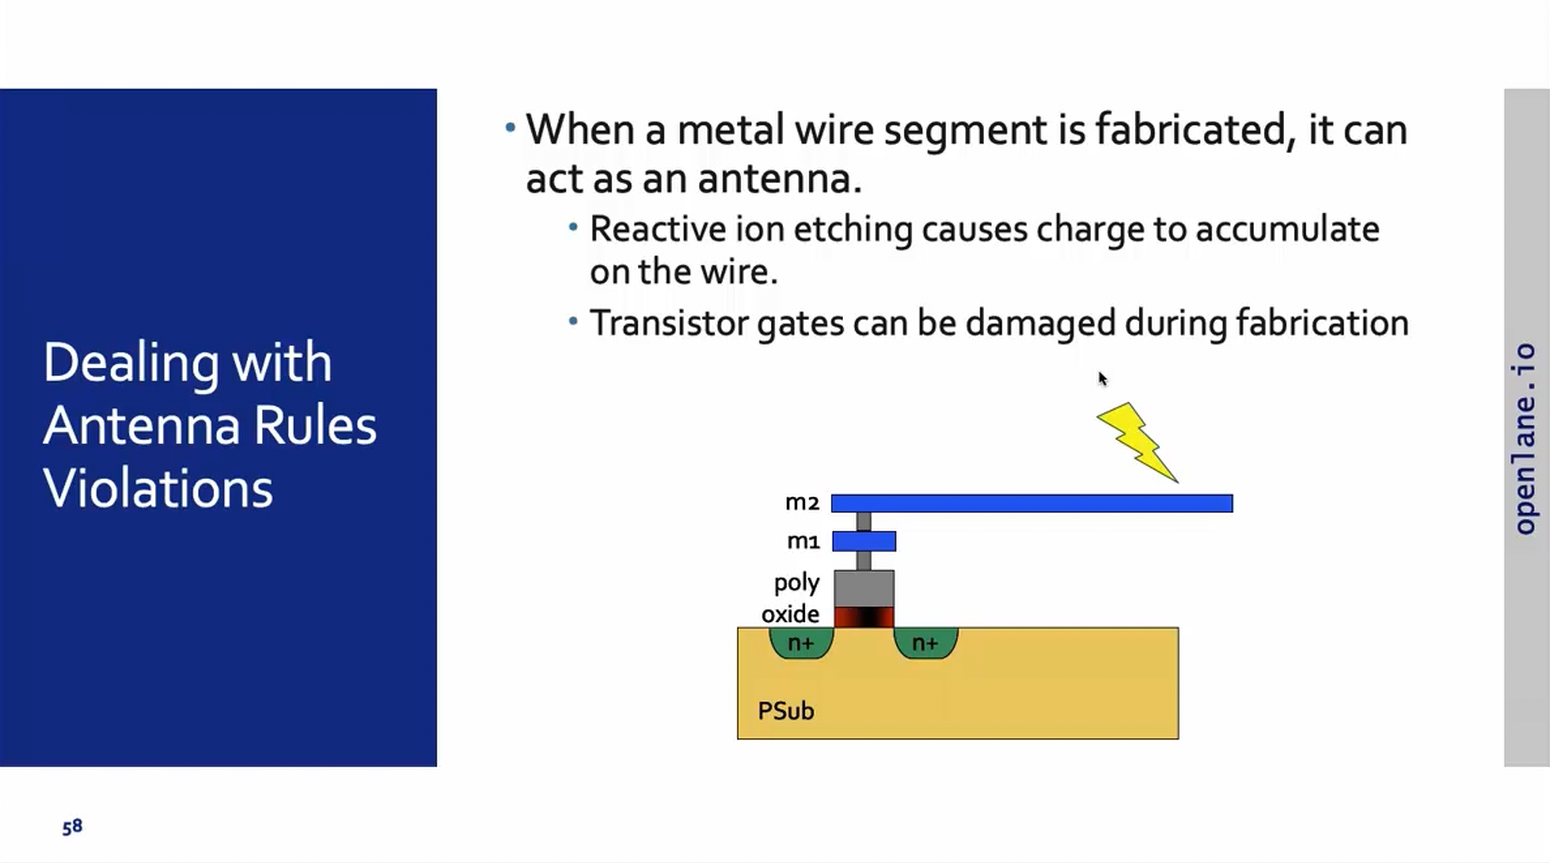 Dealing with
Antenna Rules
Violations
• When a metal wire segment is fabricated, it can
act as an antenna.
• Reactive ion etching causes charge to accumulate
on the wire.
• Transistor gates can be damaged during fabrication
m2
m1
poly
oxide
n+ n+
PSub
openlane.io
58